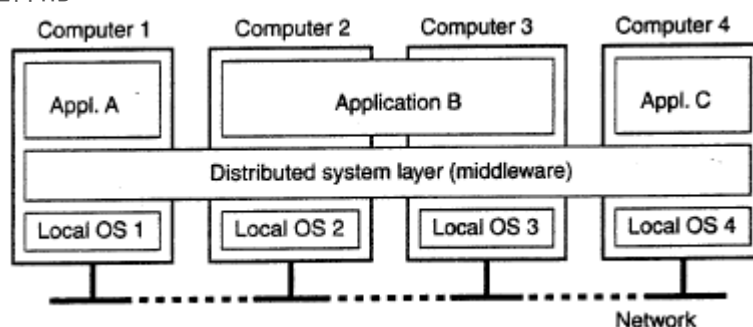 Computer 1 Computer 2 Computer 3 Computer 4
Appl. A Application B Appl. C
Distributed system layer (middleware)
Local OS 1 Local OS 2 Local OS 3 Local OS 4
Network